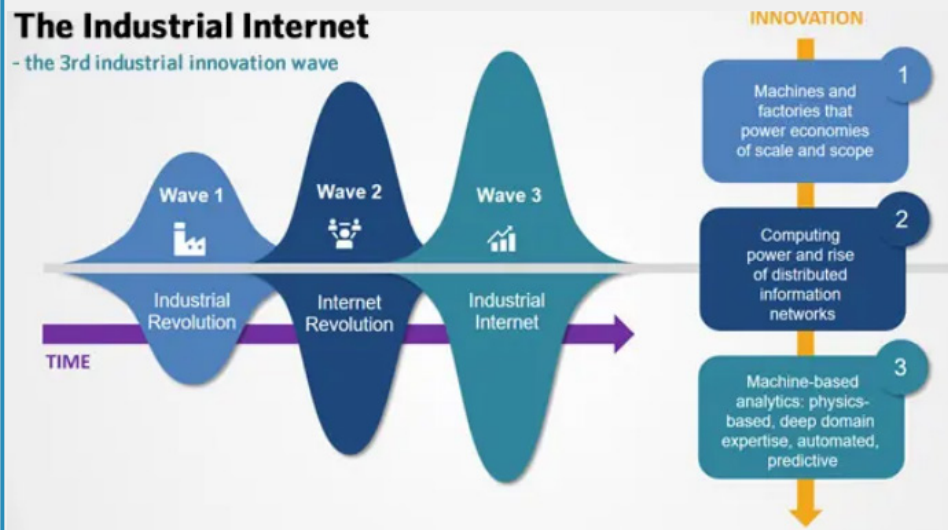 The Industrial Internet
- the 3rd industrial innovation wave
Wave 1
Wave 2
Wave 3
Industrial
Revolution
Internet
Revolution
Industrial
Internet
TIME
INNOVATION
1
Machines and
factories that
power economies
of scale and scope
2
Computing
power and rise
of distributed
information
networks
3
Machine-based
analytics: physics-
based, deep domain
expertise, automated,
predictive